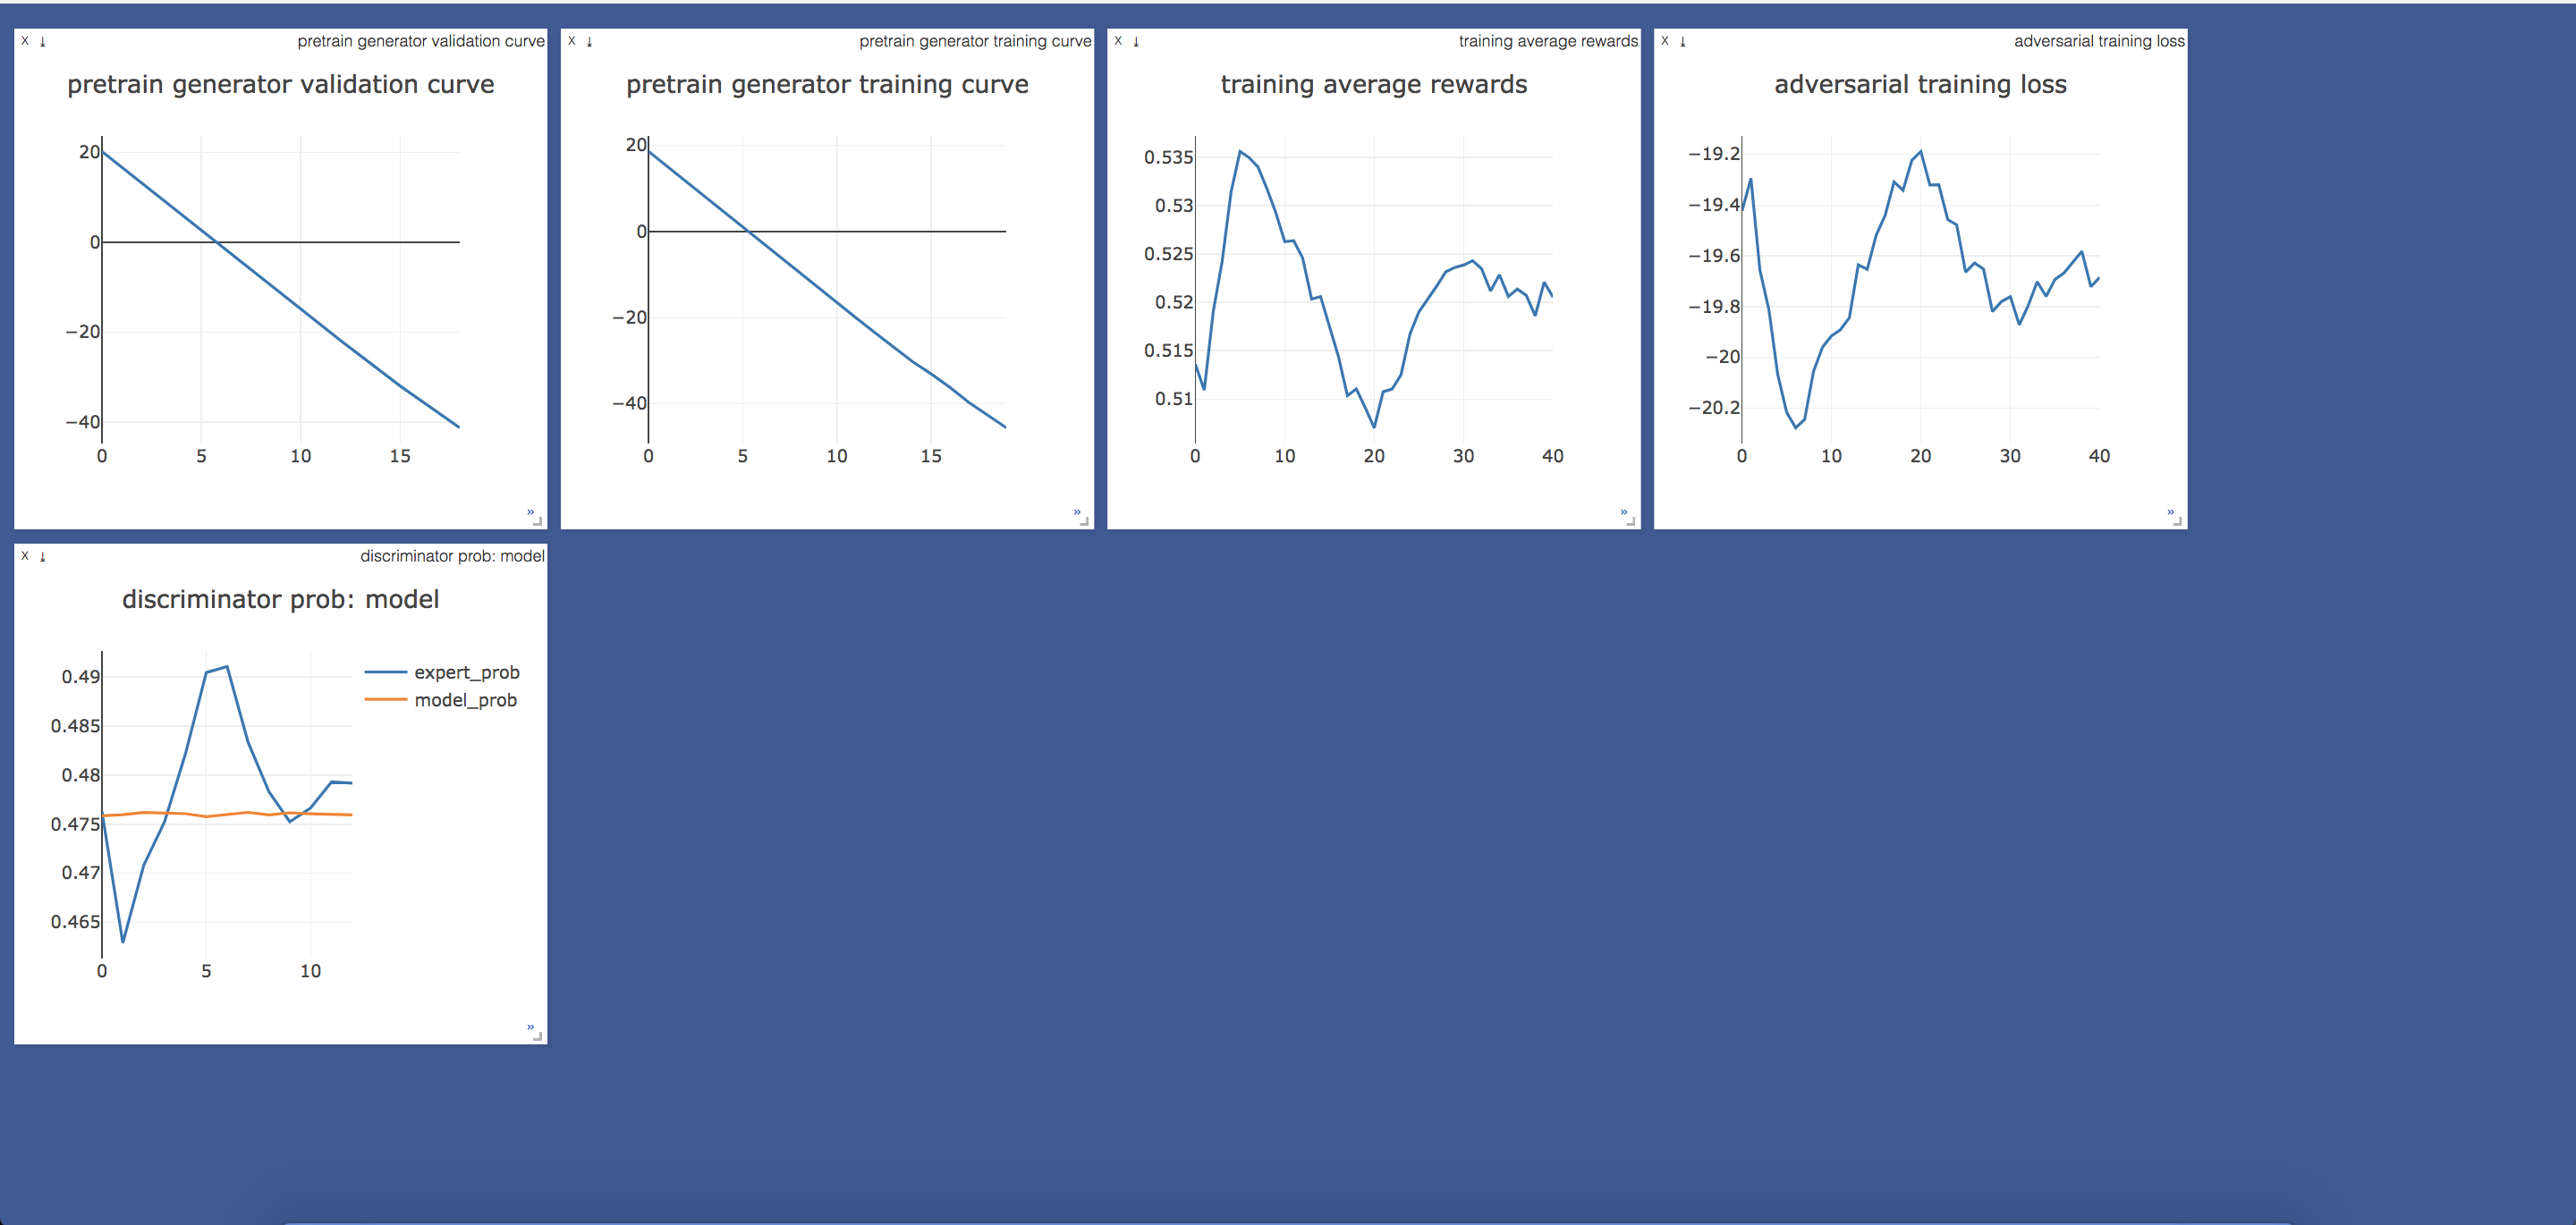 X ⤓ pretrain generator validation curve
pretrain generator validation curve
20
0
−20
−40
0 5 10 15
»
X ⤓ pretrain generator training curve
pretrain generator training curve
20
0
−20
−40
0 5 10 15
»
X ⤓ training average rewards
training average rewards
0.535
0.53
0.525
0.52
0.515
0.51
0 10 20 30 40
»
X ⤓ adversarial training loss
adversarial training loss
−19.2
−19.4
−19.6
−19.8
−20
−20.2
0 10 20 30 40
»
X ⤓ discriminator prob: model
discriminator prob: model
0.49
0.485
0.48
0.475
0.47
0.465
0 5 10
expert_prob
model_prob
»